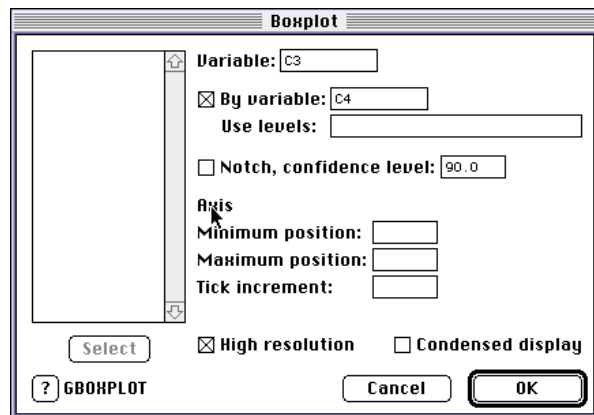 Boxplot
Variable: C3
By variable: C4
Use levels:
Notch, confidence level: 90.0
Axis
Minimum position:
Maximum position:
Tick increment:
Select
High resolution Condensed display
? GBOXPLOT Cancel OK